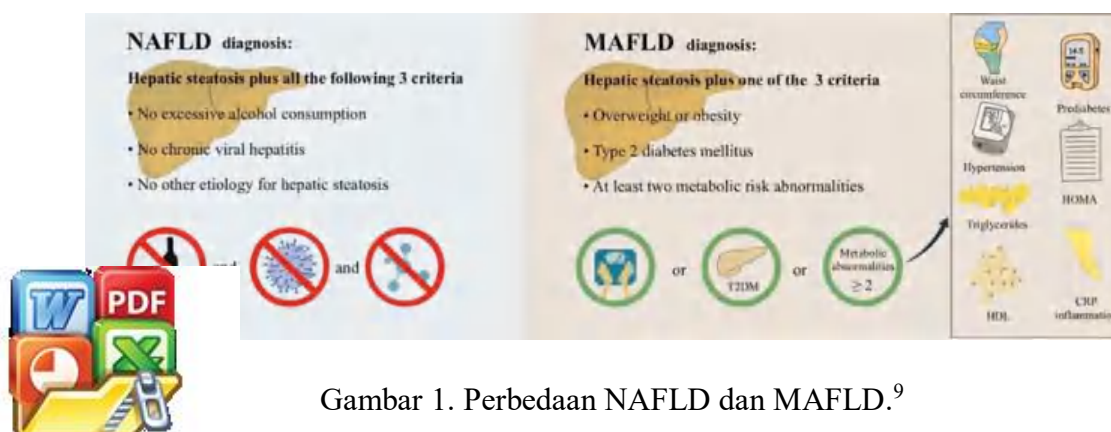 NAFLD diagnosis:
Hepatic steatosis plus all the following 3 criteria
• No excessive alcohol consumption
• No chronic viral hepatitis
• No other etiology for hepatic steatosis
and
MAFLD diagnosis:
Hepatic steatosis plus one of the 3 criteria
• Overweight or obesity
• Type 2 diabetes mellitus
• At least two metabolic risk abnormalities
or
T2DM
or
Metabolic
abnormalities
≥ 2
Waist
circumference
Prediabetes
Hypertension
HOMA
Triglycerides
HDL
CRP
W
PDF
X
Gambar 1. Perbedaan NAFLD dan MAFLD.⁹